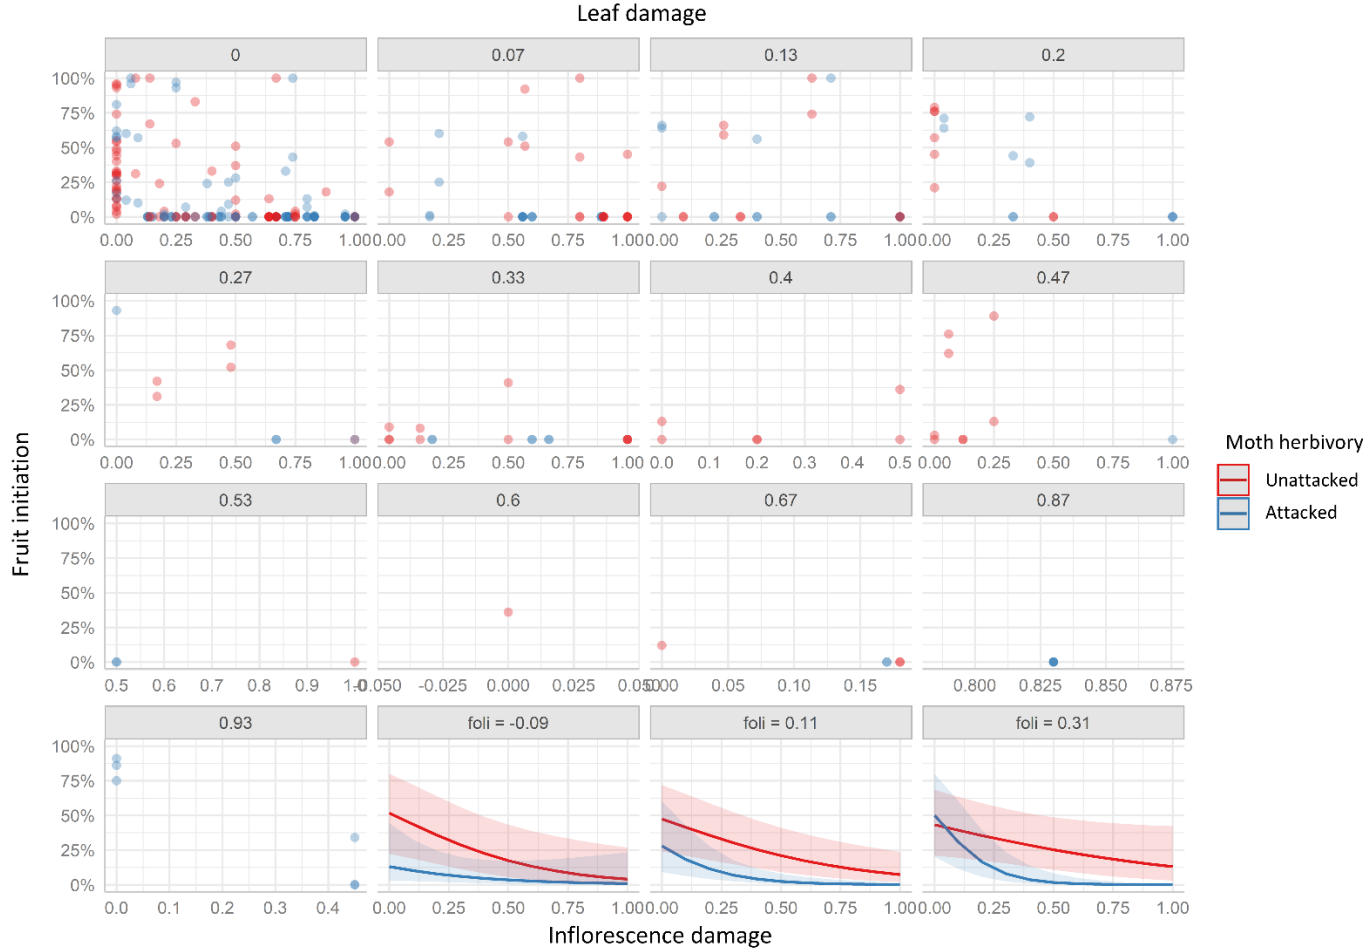 Leaf damage
0 0.07 0.13 0.2
100%
75%
50%
25%
0%
0.00 0.25 0.50 0.75 1.00 0.00 0.25 0.50 0.75 1.00 0.00 0.25 0.50 0.75 1.00 0.00 0.25 0.50 0.75 1.00
0.27 0.33 0.4 0.47
100%
75%
50%
25%
0%
0.00 0.25 0.50 0.75 1.00 0.00 0.25 0.50 0.75 1.00 0.0 0.1 0.2 0.3 0.4 0.5 0.00 0.25 0.50 0.75 1.00
Fruit initiation
Moth herbivory
Unattacked
Attacked
0.53 0.6 0.67 0.87
100%
75%
50%
25%
0%
0.5 0.6 0.7 0.8 0.9 1.0 -0.050 -0.025 0.000 0.025 0.050 0.00 0.05 0.10 0.15 0.800 0.825 0.850 0.875
0.93 foli = -0.09 foli = 0.11 foli = 0.31
100%
75%
50%
25%
0%
0.0 0.1 0.2 0.3 0.4 0.00 0.25 0.50 0.75 1.00 0.00 0.25 0.50 0.75 1.00 0.00 0.25 0.50 0.75 1.00
Inflorescence damage